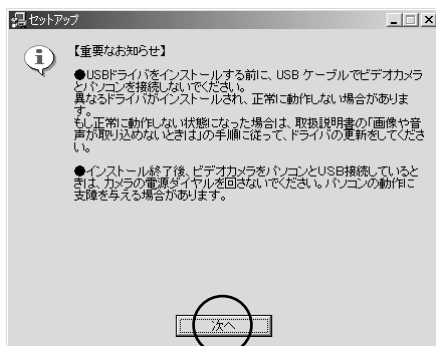 セットアップ
【重要なお知らせ】
●USBドライバをインストールする前に、USB ケーブルでビデオカメラ
とパソコンを接続しないでください。
異なるドライバがインストールされ、正常に動作しない場合がありま
す。
もし正常に動作しない状態になった場合は、取扱説明書の「画像や音
声が取り込めないときは」の手順に従って、ドライバの更新をしてくださ
い。
●インストール終了後、ビデオカメラをパソコンとUSB接続していると
きは、カメラの電源ダイヤルを回さないでください。パソコンの動作に
支障を与える場合があります。
次へ